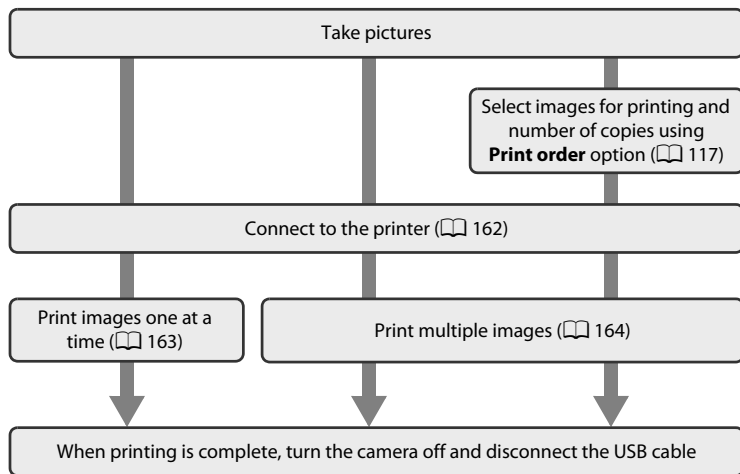 Take pictures
Select images for printing and
number of copies using
Print order option (📖 117)
Connect to the printer (📖 162)
Print images one at a
time (📖 163)
Print multiple images (📖 164)
When printing is complete, turn the camera off and disconnect the USB cable